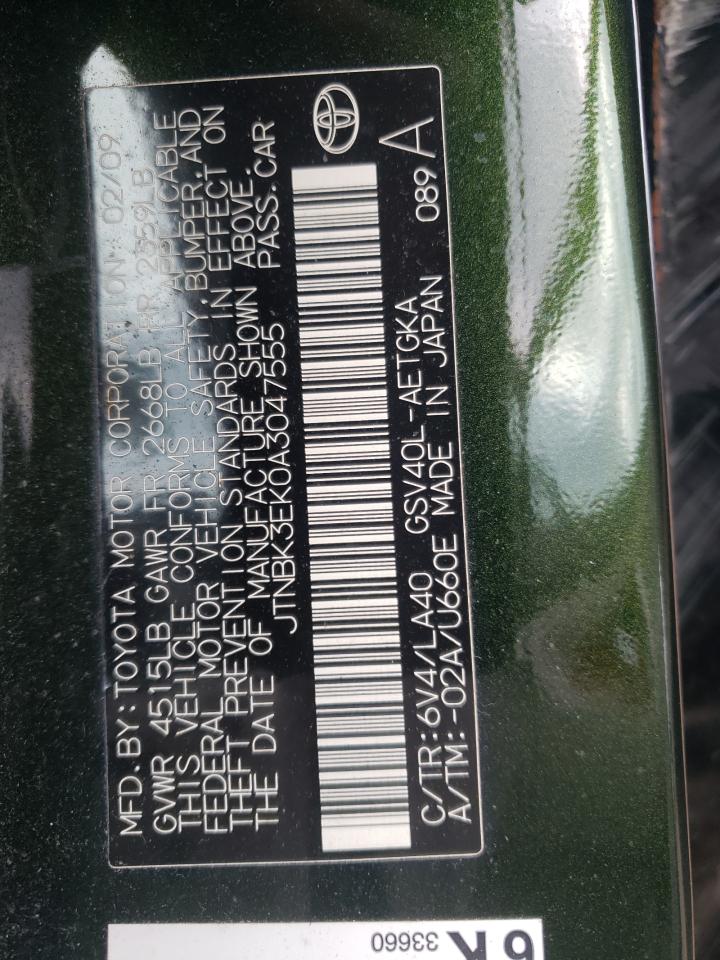 MFD. BY: TOYOTA MOTOR CORPORATION 02/09
GVWR 4515LB GAWR FR 2668LB RR 2559LB
THIS VEHICLE CONFORMS TO ALL APPLICABLE
FEDERAL MOTOR VEHICLE SAFETY, BUMPER, AND
THEFT PREVENTION STANDARDS IN EFFECT ON
THE DATE OF MANUFACTURE SHOWN ABOVE.
JTNBK3EK0A3047555 PASS. CAR
C/TR: 6V4/LA40 GSV40L-AETGKA 089 A
A/TM: -02A/U660E MADE IN JAPAN
33660
6K